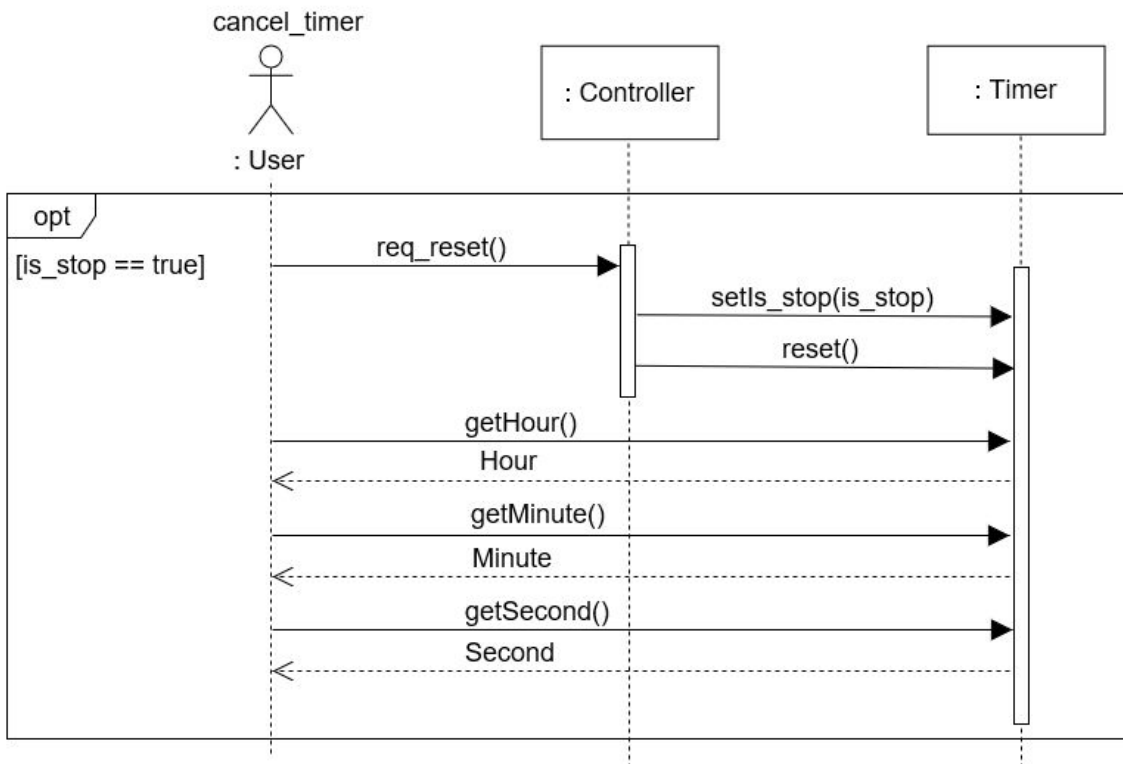 cancel_timer
: Controller
: Timer
: User
opt
[is_stop == true]
req_reset()
setIs_stop(is_stop)
reset()
getHour()
Hour
getMinute()
Minute
getSecond()
Second